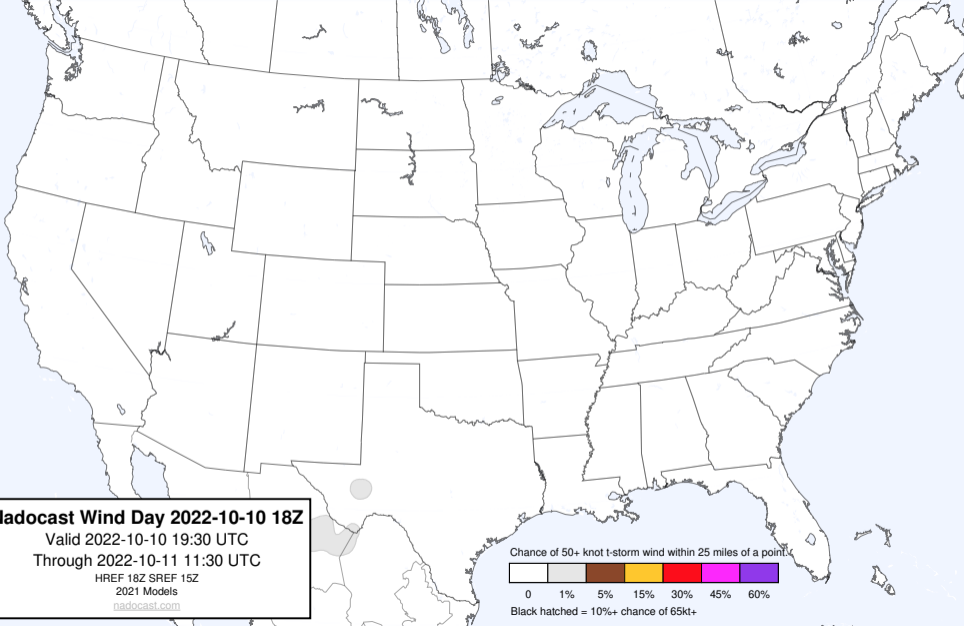 Nadocast Wind Day 2022-10-10 18Z
Valid 2022-10-10 19:30 UTC
Through 2022-10-11 11:30 UTC
HREF 18Z SREF 15Z
2021 Models
nadocast.com
Chance of 50+ knot t-storm wind within 25 miles of a point.
0 1% 5% 15% 30% 45% 60%
Black hatched = 10%+ chance of 65kt+